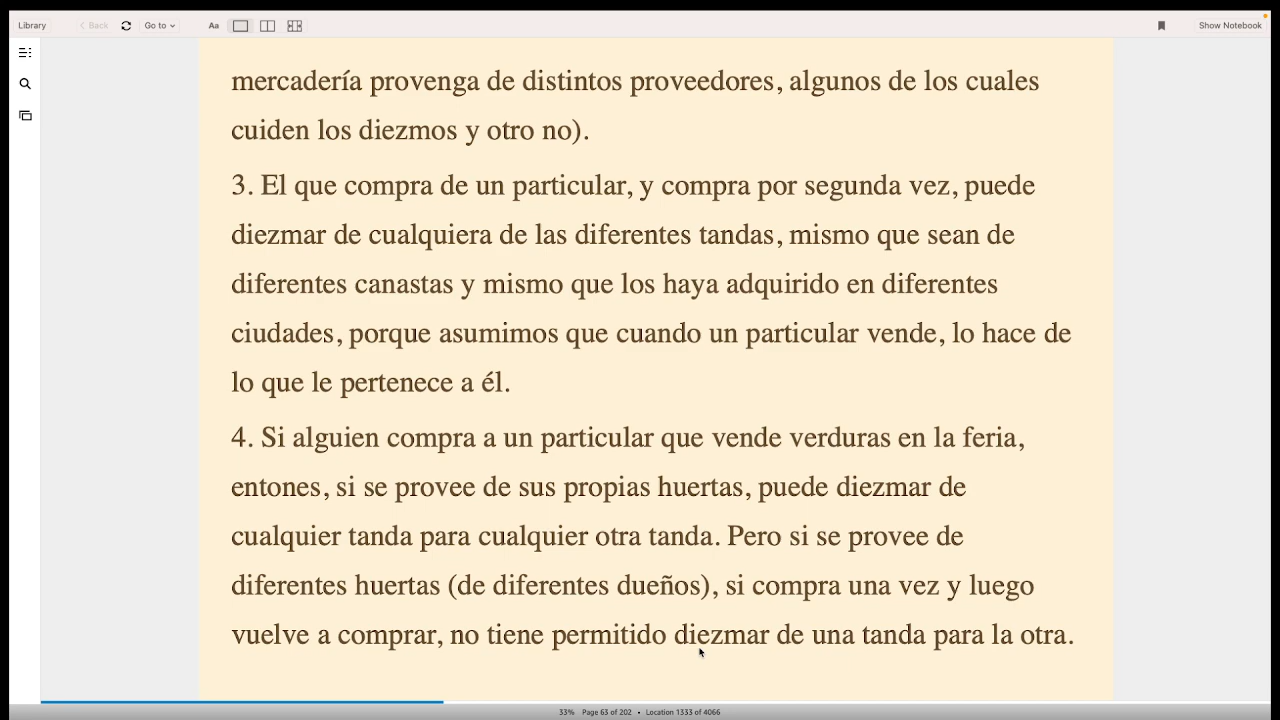 Library
Back
Go to
Aa
Show Notebook
mercadería provenga de distintos proveedores, algunos de los cuales
cuiden los diezmos y otro no).
3. El que compra de un particular, y compra por segunda vez, puede
diezmar de cualquiera de las diferentes tandas, mismo que sean de
diferentes canastas y mismo que los haya adquirido en diferentes
ciudades, porque asumimos que cuando un particular vende, lo hace de
lo que le pertenece a él.
4. Si alguien compra a un particular que vende verduras en la feria,
entones, si se provee de sus propias huertas, puede diezmar de
cualquier tanda para cualquier otra tanda. Pero si se provee de
diferentes huertas (de diferentes dueños), si compra una vez y luego
vuelve a comprar, no tiene permitido diezmar de una tanda para la otra.
33% Page 63 of 202 • Location 1333 of 4066